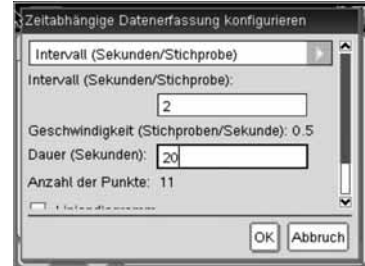 Zeitabhängige Datenerfassung konfigurieren
Intervall (Sekunden/Stichprobe)
Intervall (Sekunden/Stichprobe):
2
Geschwindigkeit (Stichproben/Sekunde): 0.5
Dauer (Sekunden): 20
Anzahl der Punkte: 11
OK Abbruch